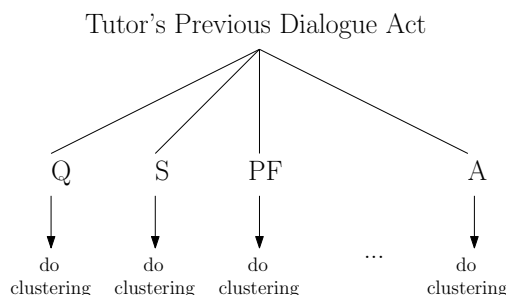 Tutor's Previous Dialogue Act
Q S PF A
do do do ... do
clustering clustering clustering clustering